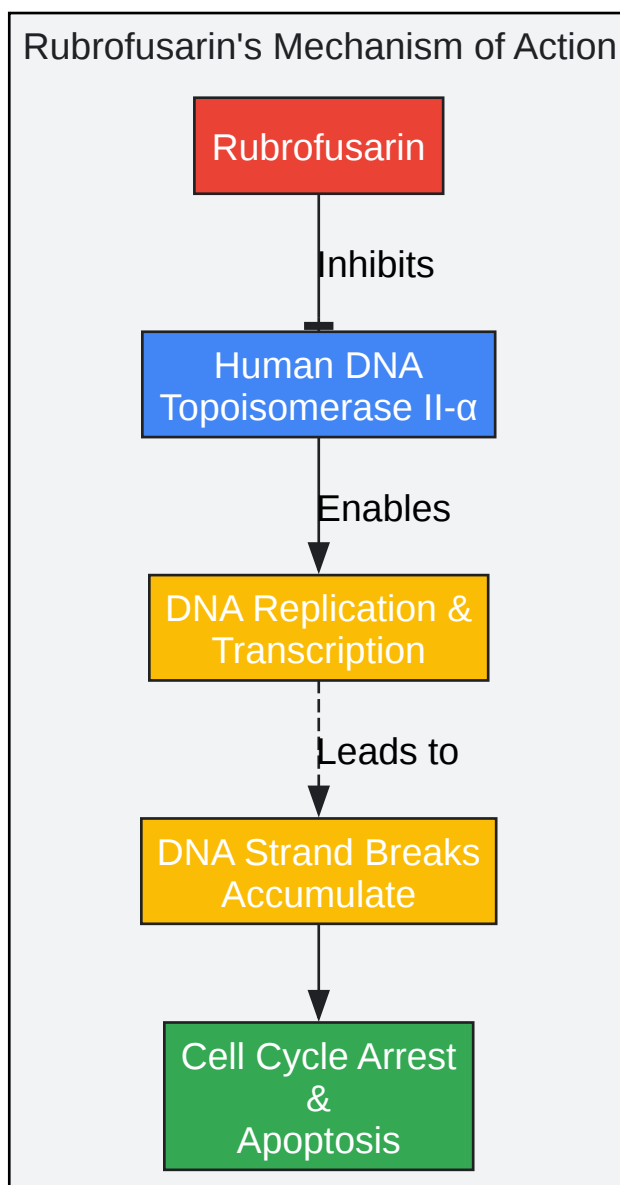 Rubrofusarin's Mechanism of Action
Rubrofusarin
Inhibits
Human DNA
Topoisomerase II-α
Enables
DNA Replication &
Transcription
Leads to
DNA Strand Breaks
Accumulate
Cell Cycle Arrest
&
Apoptosis